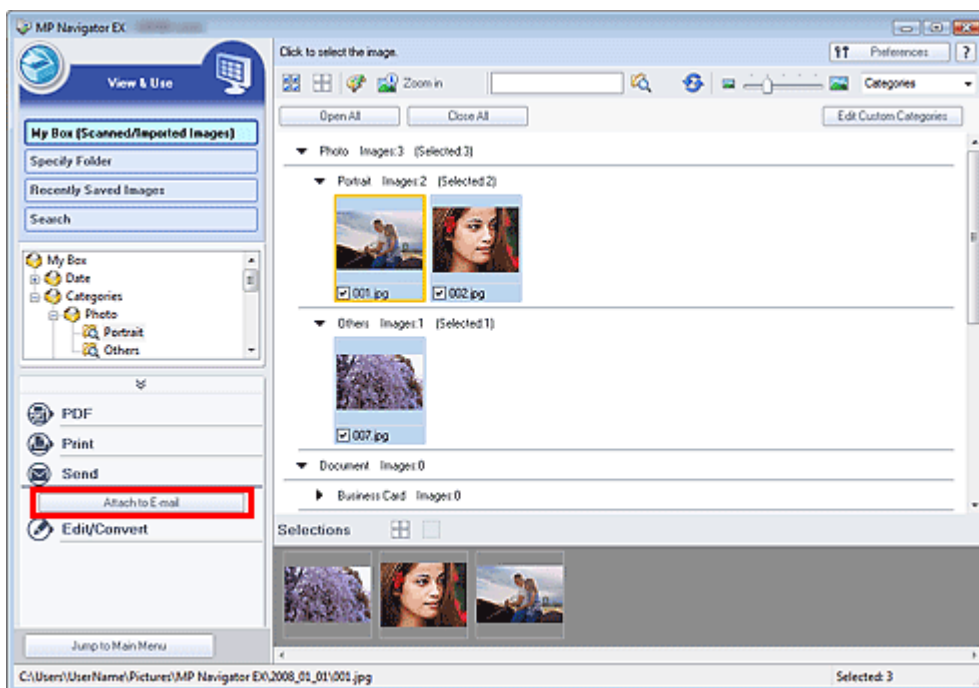 MP Navigator EX
View & Use
My Box (Scanned/Imported Images)
Specify Folder
Recently Saved Images
Search
My Box
Date
Categories
Photo
Portrait
Others
PDF
Print
Send
Attach to E-mail
Edit/Convert
Jump to Main Menu
Click to select the image.
Preferences
?
Zoom in
Categories
Open All
Close All
Edit Custom Categories
Photo Images:3 (Selected:3)
Portrait Images:2 (Selected:2)
001.jpg
002.jpg
Others Images:1 (Selected:1)
007.jpg
Document Images:0
Business Card Images:0
Selections
C:\Users\UserName\Pictures\MP Navigator EX\2008_01_01\001.jpg
Selected: 3